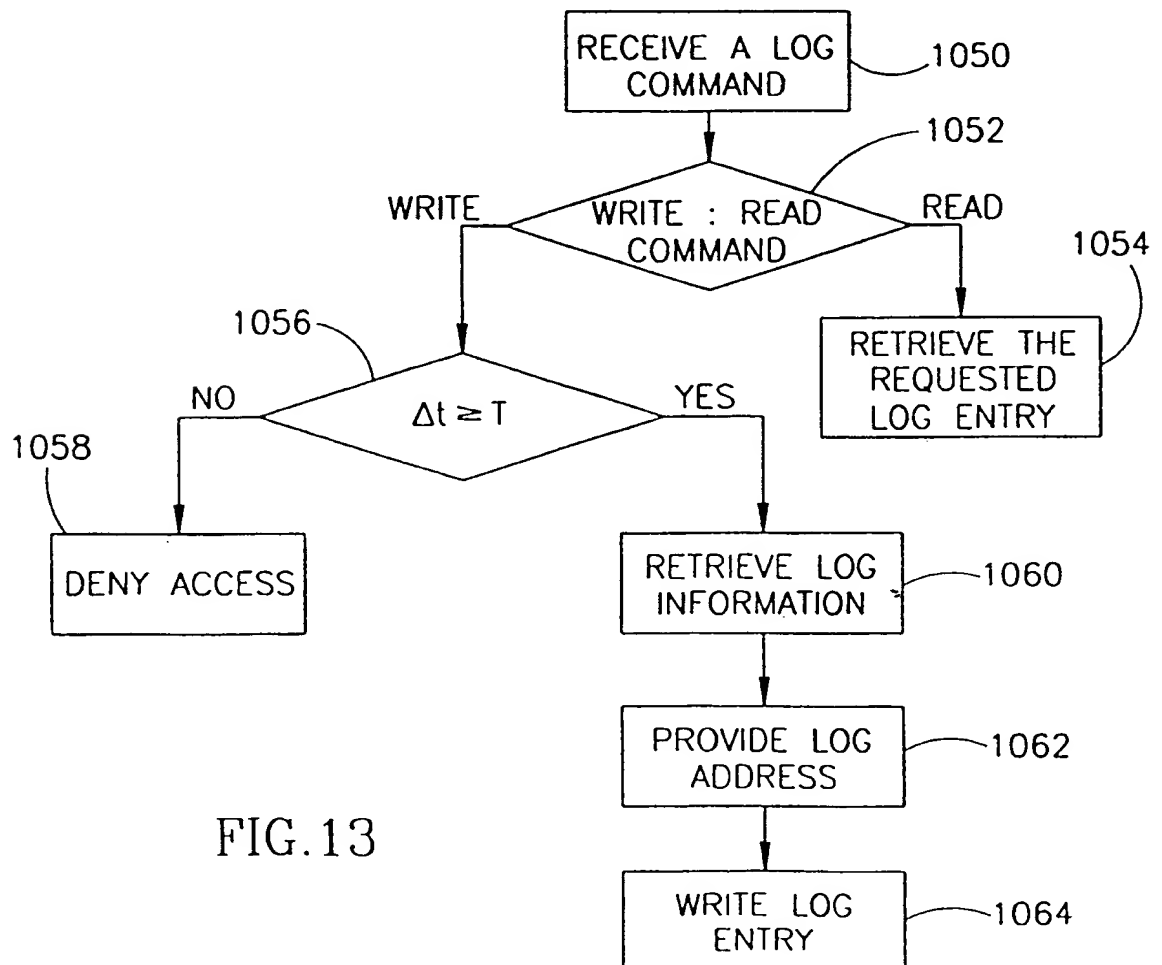 RECEIVE A LOG
COMMAND
1050
1052
WRITE
WRITE : READ
COMMAND
READ
1054
1056
RETRIEVE THE
REQUESTED
LOG ENTRY
NO
Δt ≥ T
YES
1058
DENY ACCESS
RETRIEVE LOG
INFORMATION
1060
PROVIDE LOG
ADDRESS
1062
FIG.13
WRITE LOG
ENTRY
1064